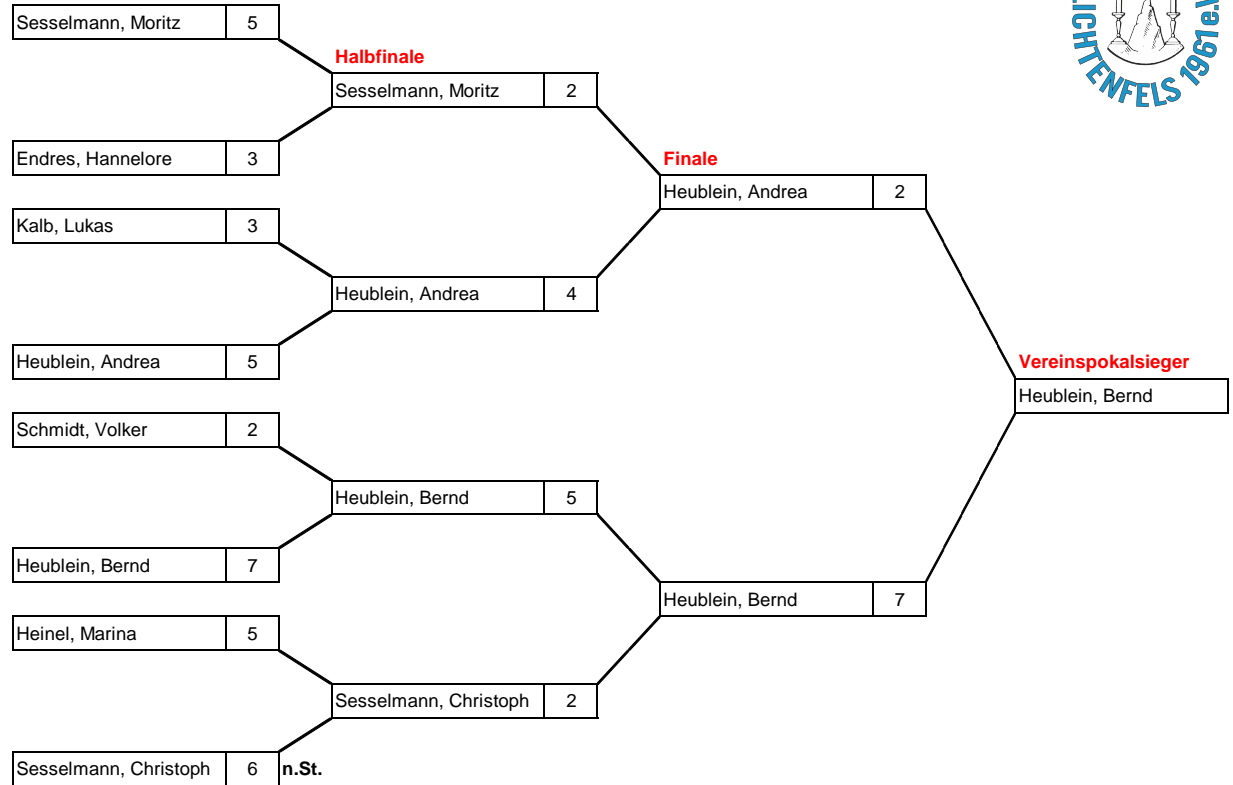 Sesselmann, Moritz 5
Halbfinale
Sesselmann, Moritz 2
Endres, Hannelore 3
Finale
Heublein, Andrea 2
Kalb, Lukas 3
Heublein, Andrea 4
Heublein, Andrea 5
Vereinspokalsieger
Heublein, Bernd
Schmidt, Volker 2
Heublein, Bernd 5
Heublein, Bernd 7
Heublein, Bernd 7
Heinel, Marina 5
Sesselmann, Christoph 2
Sesselmann, Christoph 6 n.St.
LICHTENFELS 1961 e.V